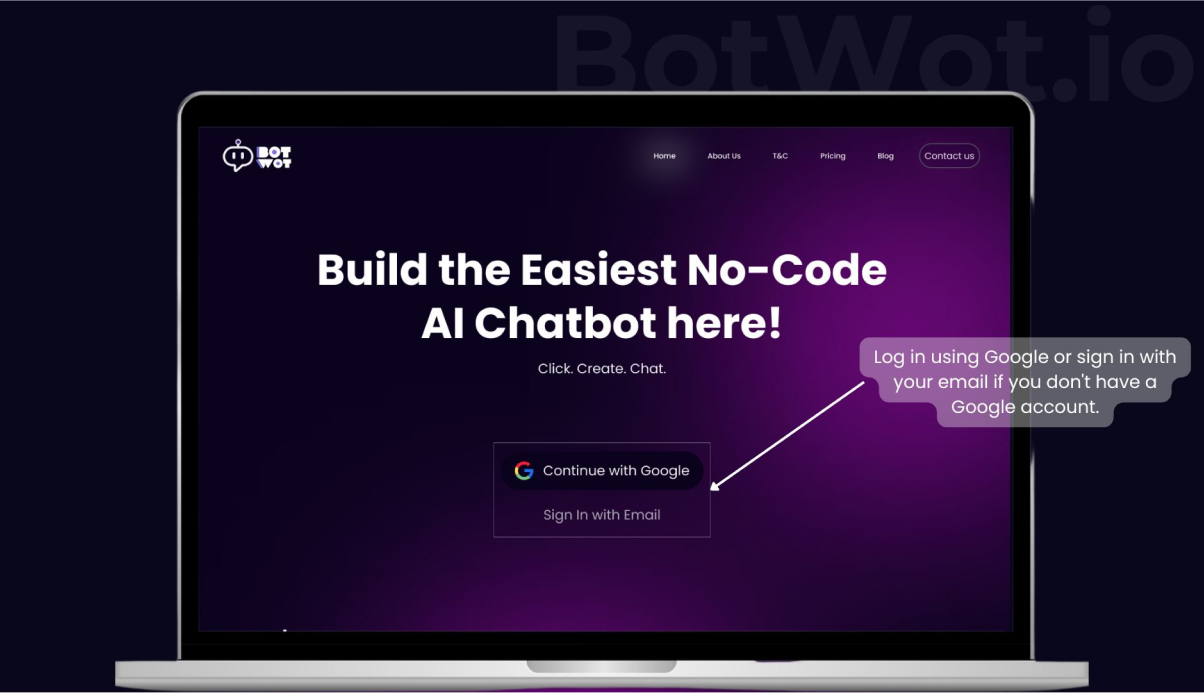 BotWot.io
BOT
WOT
Home About Us T&C Pricing Blog Contact us
Build the Easiest No-Code
AI Chatbot here!
Click. Create. Chat.
Log in using Google or sign in with
your email if you don't have a
Google account.
Continue with Google
Sign In with Email